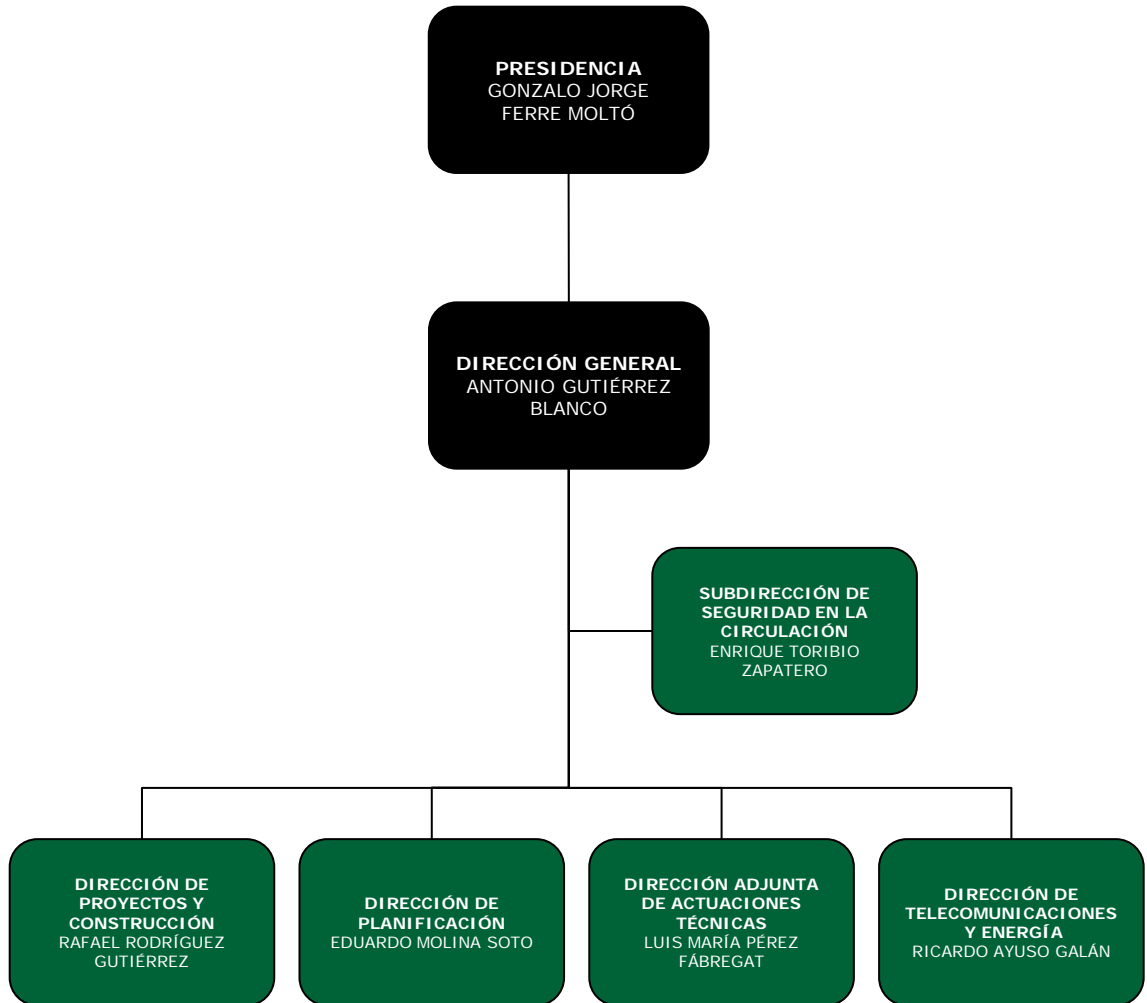 PRESIDENCIA
GONZALO JORGE
FERRE MOLTÓ
DIRECCIÓN GENERAL
ANTONIO GUTIÉRREZ
BLANCO
SUBDIRECCIÓN DE
SEGURIDAD EN LA
CIRCULACIÓN
ENRIQUE TORIBIO
ZAPATERO
DIRECCIÓN DE
PROYECTOS Y
CONSTRUCCIÓN
RAFAEL RODRÍGUEZ
GUTIÉRREZ
DIRECCIÓN DE
PLANIFICACIÓN
EDUARDO MOLINA SOTO
DIRECCIÓN ADJUNTA
DE ACTUACIONES
TÉCNICAS
LUIS MARÍA PÉREZ
FÁBREGAT
DIRECCIÓN DE
TELECOMUNICACIONES
Y ENERGÍA
RICARDO AYUSO GALÁN